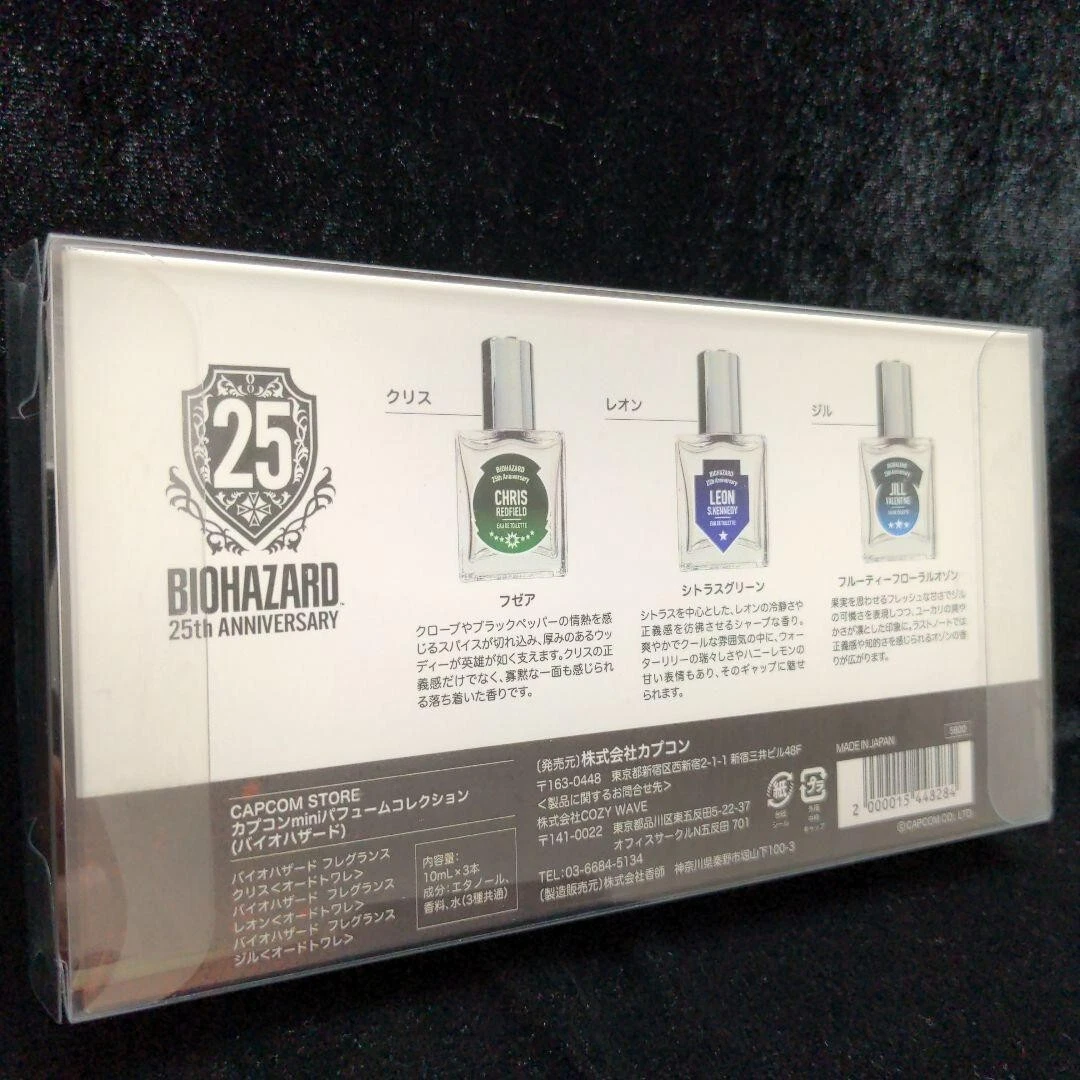 25
BIOHAZARD
25th ANNIVERSARY
クリス
BIOHAZARD
25th Anniversary
CHRIS
REDFIELD
EAU DE TOILETTE
フゼア
クローブやブラックペッパーの情熱を感
じるスパイスが切れ込み、厚みのあるウッ
ディーが英雄が如く支えます。クリスの正
義感だけでなく、寡黙な一面も感じられ
る落ち着いた香りです。
レオン
BIOHAZARD
25th Anniversary
LEON
S.KENNEDY
EAU DE TOILETTE
シトラスグリーン
シトラスを中心とした、レオンの冷静さや
正義感を彷彿させるシャープな香り。
爽やかでクールな雰囲気の中に、ウォー
ターリリーの瑞々しさやハニーレモンの
甘い表情もあり、そのギャップに魅せ
られます。
ジル
BIOHAZARD
25th Anniversary
JILL
VALENTINE
EAU DE TOILETTE
フルーティーフローラルオゾン
果実を思わせるフレッシュな甘さでジル
の可憐さを表現しつつ、ユーカリの爽や
かさが凛とした印象に。ラストノートでは
正義感や知的さを感じられるオゾンの香
りが広がります。
CAPCOM STORE
カプコンminiパフュームコレクション
(バイオハザード)
バイオハザード フレグランス
クリス<オードトワレ>
バイオハザード フレグランス
レオン<オードトワレ>
バイオハザード フレグランス
ジル<オードトワレ>
内容量:
10mL×3本
成分:エタノール、
香料、水(3種共通)
(発売元)株式会社カプコン
〒163-0448 東京都新宿区西新宿2-1-1 新宿三井ビル48F
<製品に関するお問合せ先>
株式会社COZY WAVE
〒141-0022 東京都品川区東五反田5-22-37
オフィスサークルN五反田 701
TEL:03-6684-5134
(製造販売元)株式会社香師 神奈川県秦野市堀山下100-3
紙
台紙
シール
プラ
外箱
中枠
キャップ
MADE IN JAPAN
5800
2 000015 448284
©CAPCOM CO., LTD.